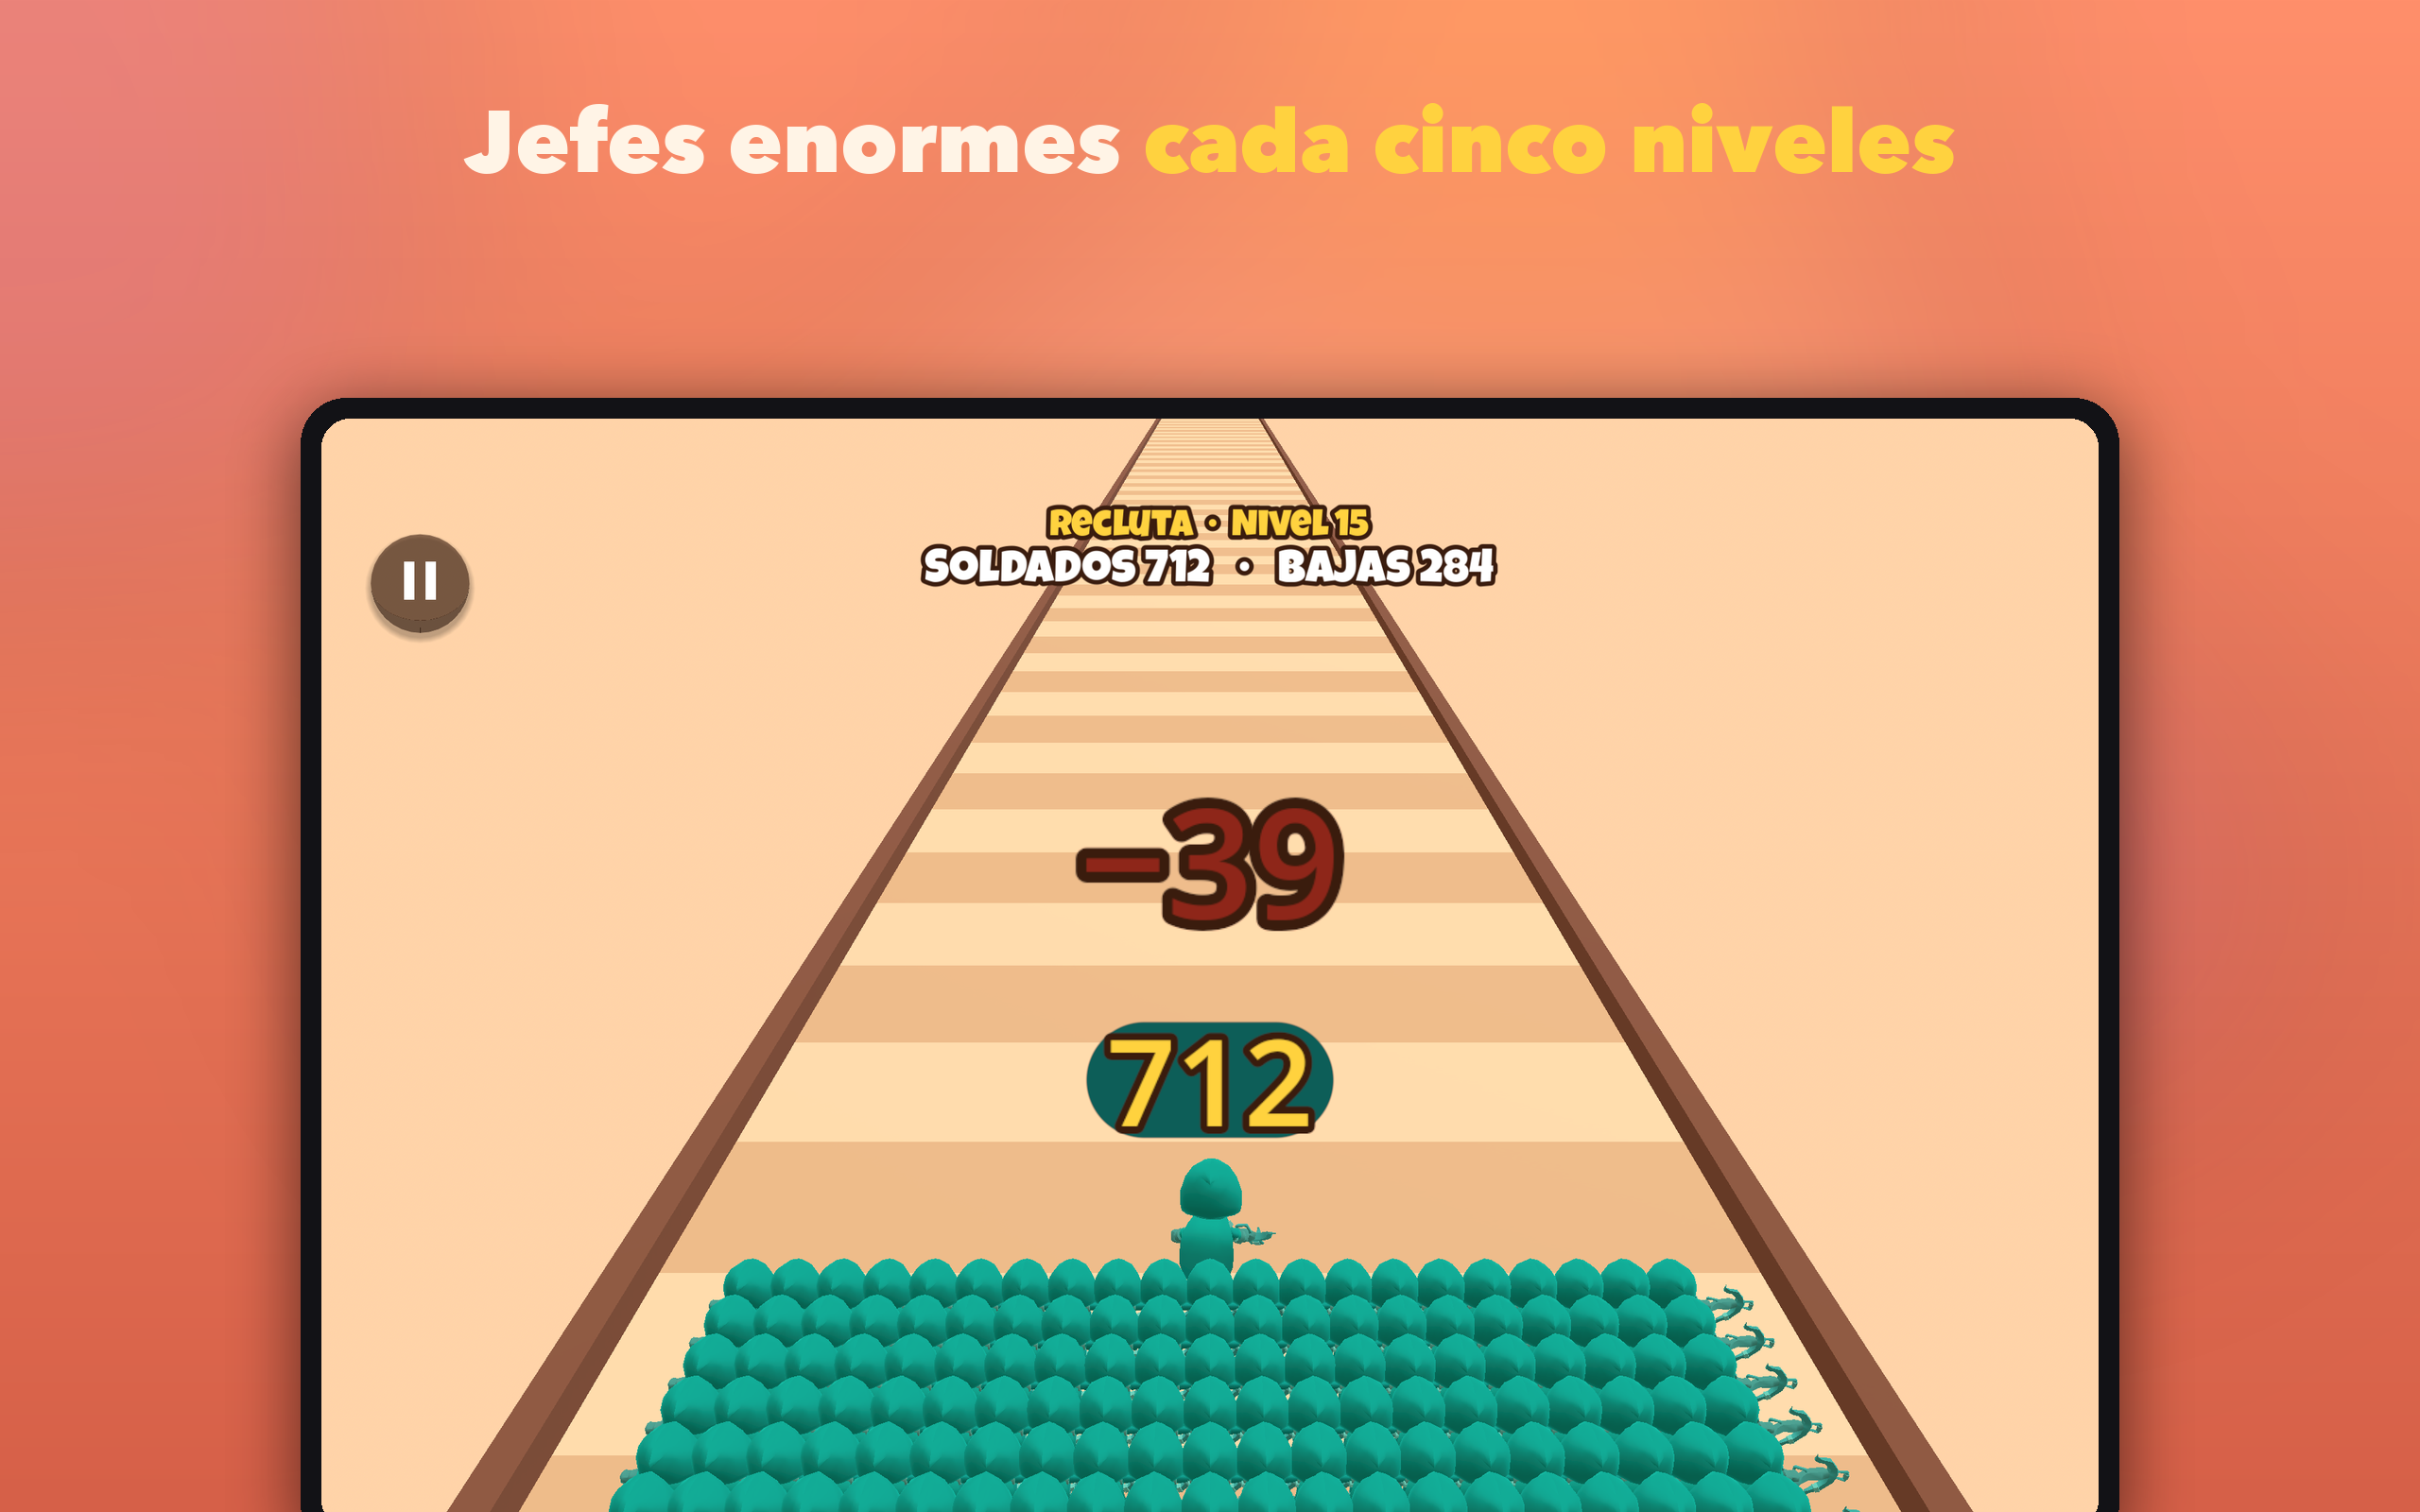 Jefes enormes cada cinco niveles
RECLUTA • NIVEL 15
SOLDADOS 712 • BAJAS 284
−39
712